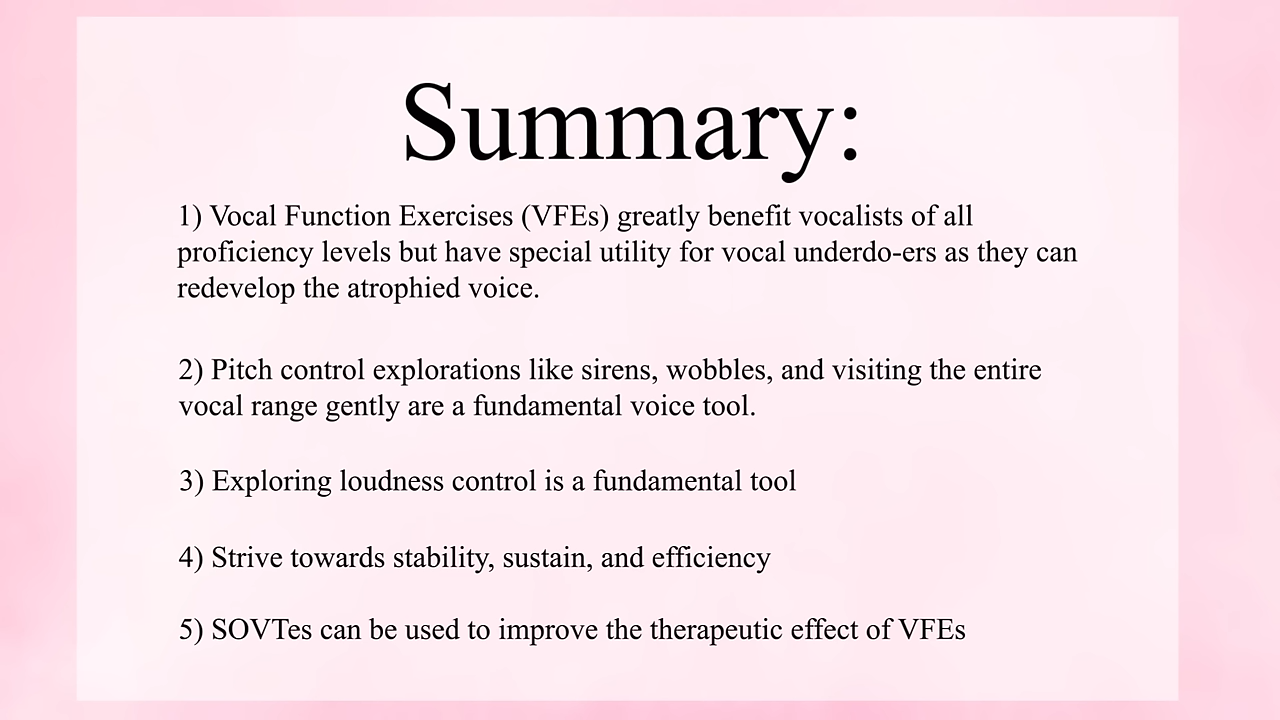 Summary:
1) Vocal Function Exercises (VFEs) greatly benefit vocalists of all
proficiency levels but have special utility for vocal underdo-ers as they can
redevelop the atrophied voice.
2) Pitch control explorations like sirens, wobbles, and visiting the entire
vocal range gently are a fundamental voice tool.
3) Exploring loudness control is a fundamental tool
4) Strive towards stability, sustain, and efficiency
5) SOVTes can be used to improve the therapeutic effect of VFEs